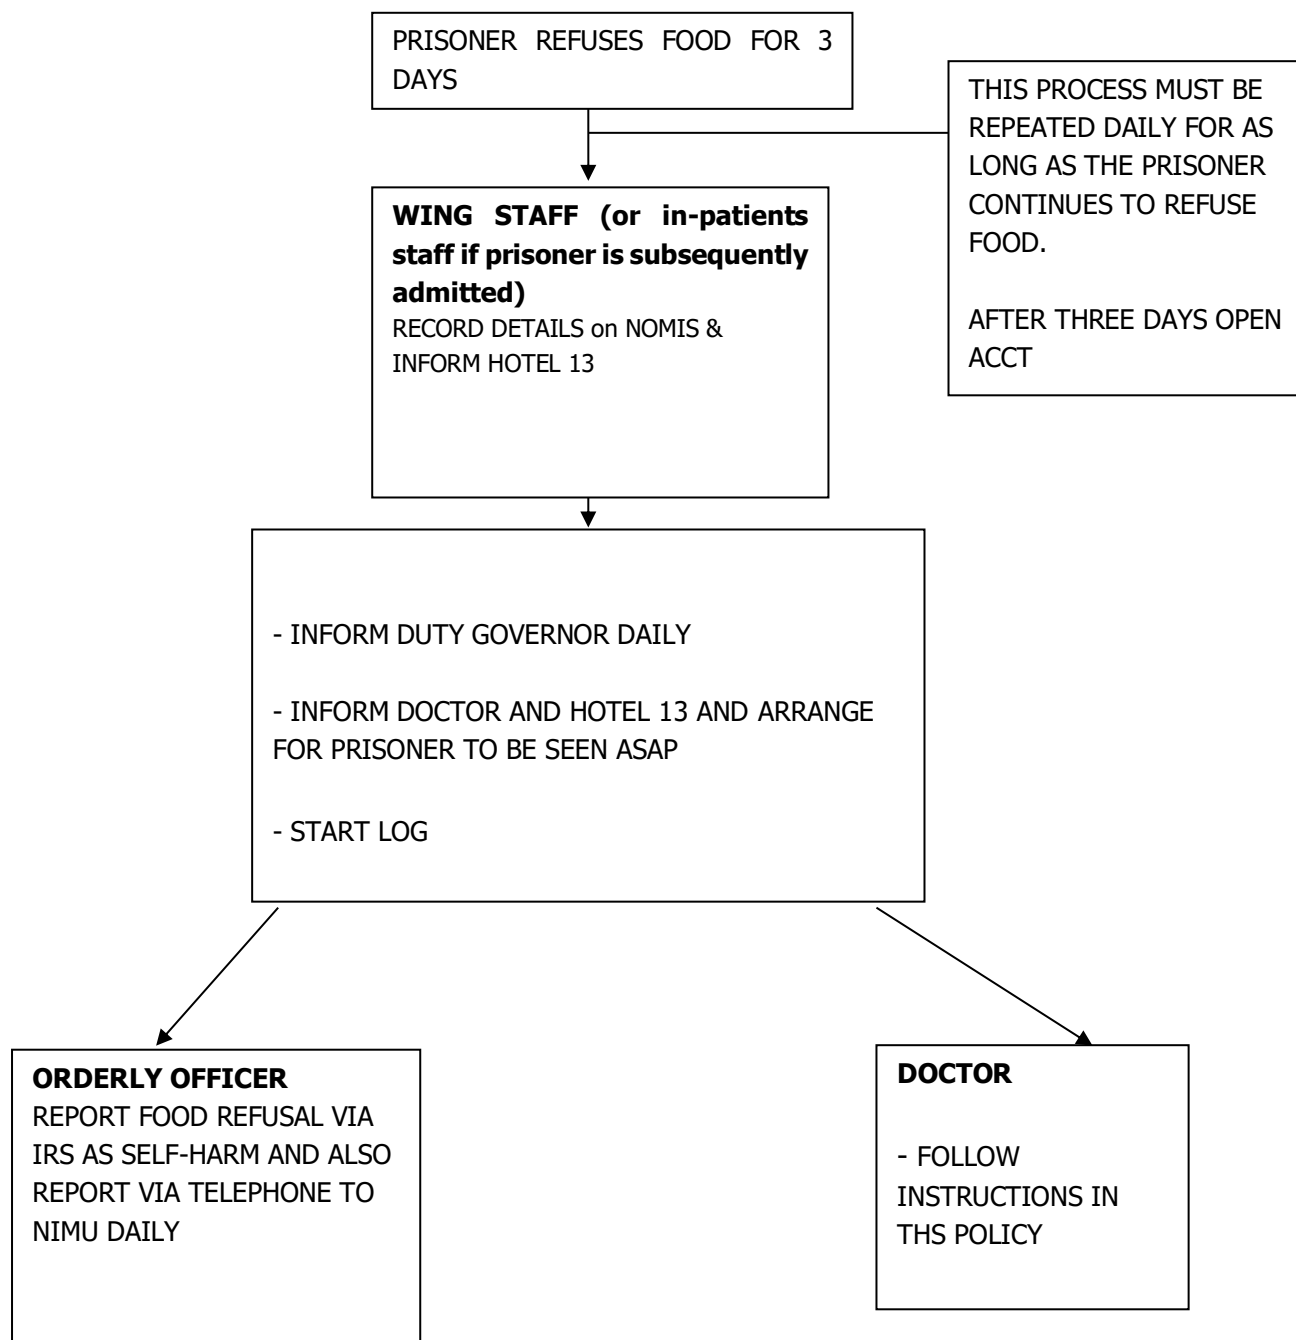 PRISONER REFUSES FOOD FOR 3
DAYS
THIS PROCESS MUST BE
REPEATED DAILY FOR AS
LONG AS THE PRISONER
CONTINUES TO REFUSE
FOOD.
AFTER THREE DAYS OPEN
ACCT
WING STAFF (or in-patients
staff if prisoner is subsequently
admitted)
RECORD DETAILS on NOMIS &
INFORM HOTEL 13
- INFORM DUTY GOVERNOR DAILY
- INFORM DOCTOR AND HOTEL 13 AND ARRANGE
FOR PRISONER TO BE SEEN ASAP
- START LOG
ORDERLY OFFICER
REPORT FOOD REFUSAL VIA
IRS AS SELF-HARM AND ALSO
REPORT VIA TELEPHONE TO
NIMU DAILY
DOCTOR
- FOLLOW
INSTRUCTIONS IN
THS POLICY